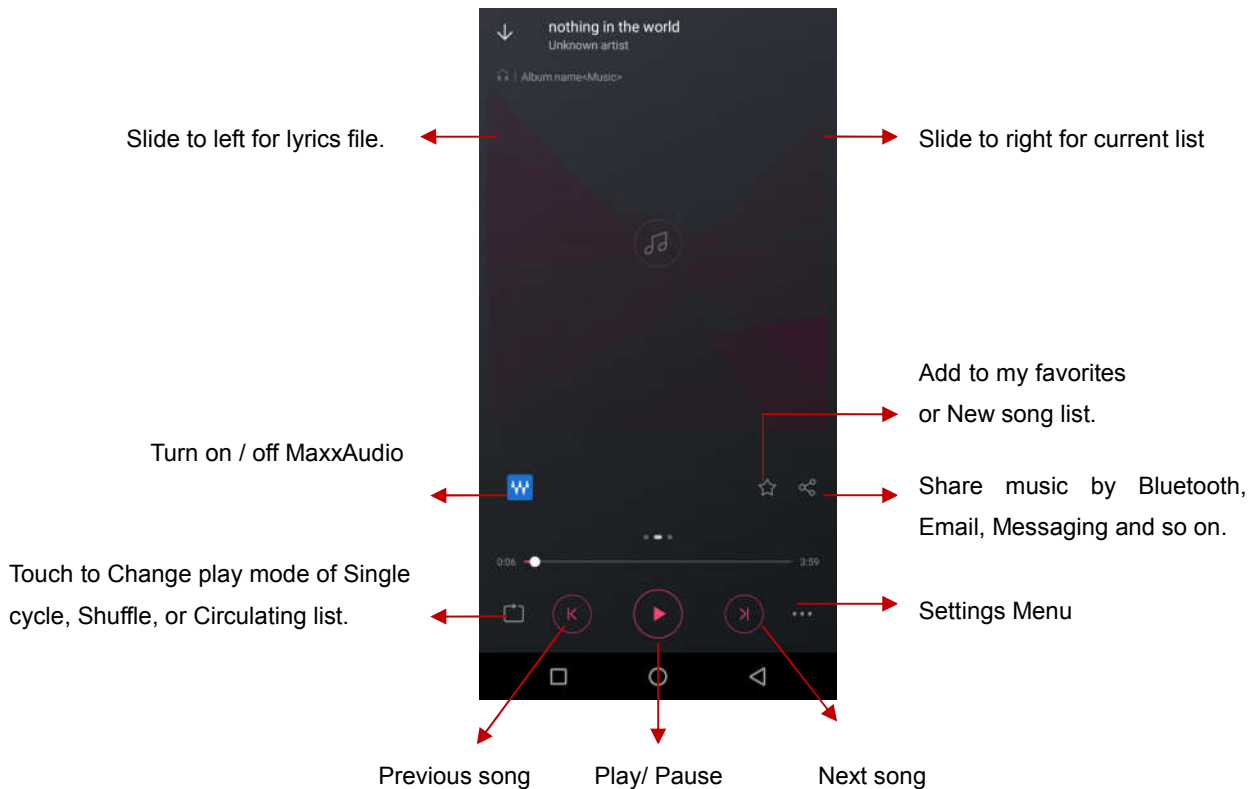 nothing in the world
Unknown artist
Album name<Music>
Slide to left for lyrics file.
Slide to right for current list
Add to my favorites
or New song list.
Turn on / off MaxxAudio
Share music by Bluetooth,
Email, Messaging and so on.
0:06
3:59
Touch to Change play mode of Single
cycle, Shuffle, or Circulating list.
Settings Menu
Previous song
Play/ Pause
Next song